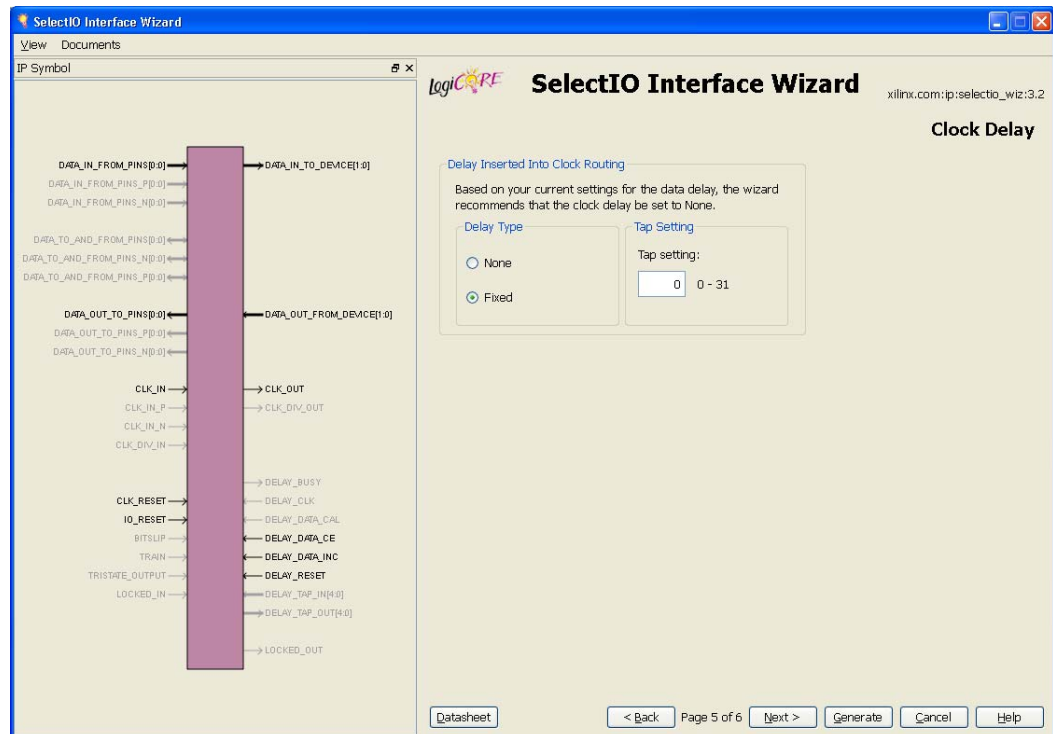 SelectIO Interface Wizard
View Documents
IP Symbol
DATA_IN_FROM_PINS[0:0]
DATA_IN_TO_DEVICE[1:0]
DATA_IN_FROM_PINS_P[0:0]
DATA_IN_FROM_PINS_N[0:0]
DATA_TO_AND_FROM_PINS[0:0]
DATA_TO_AND_FROM_PINS_N[0:0]
DATA_TO_AND_FROM_PINS_P[0:0]
DATA_OUT_TO_PINS[0:0]
DATA_OUT_FROM_DEVICE[1:0]
DATA_OUT_TO_PINS_P[0:0]
DATA_OUT_TO_PINS_N[0:0]
CLK_IN
CLK_OUT
CLK_IN_P
CLK_DIV_OUT
CLK_IN_N
CLK_DIV_IN
DELAY_BUSY
CLK_RESET
DELAY_CLK
IO_RESET
DELAY_DATA_CAL
BITSLIP
DELAY_DATA_CE
TRAIN
DELAY_DATA_INC
TRISTATE_OUTPUT
DELAY_RESET
LOCKED_IN
DELAY_TAP_IN[4:0]
DELAY_TAP_OUT[4:0]
LOCKED_OUT
LogiCORE
SelectIO Interface Wizard
xilinx.com:ip:selectio_wiz:3.2
Clock Delay
Delay Inserted Into Clock Routing
Based on your current settings for the data delay, the wizard
recommends that the clock delay be set to None.
Delay Type
None
Fixed
Tap Setting
Tap setting:
0 0 - 31
Datasheet
< Back Page 5 of 6 Next > Generate Cancel Help